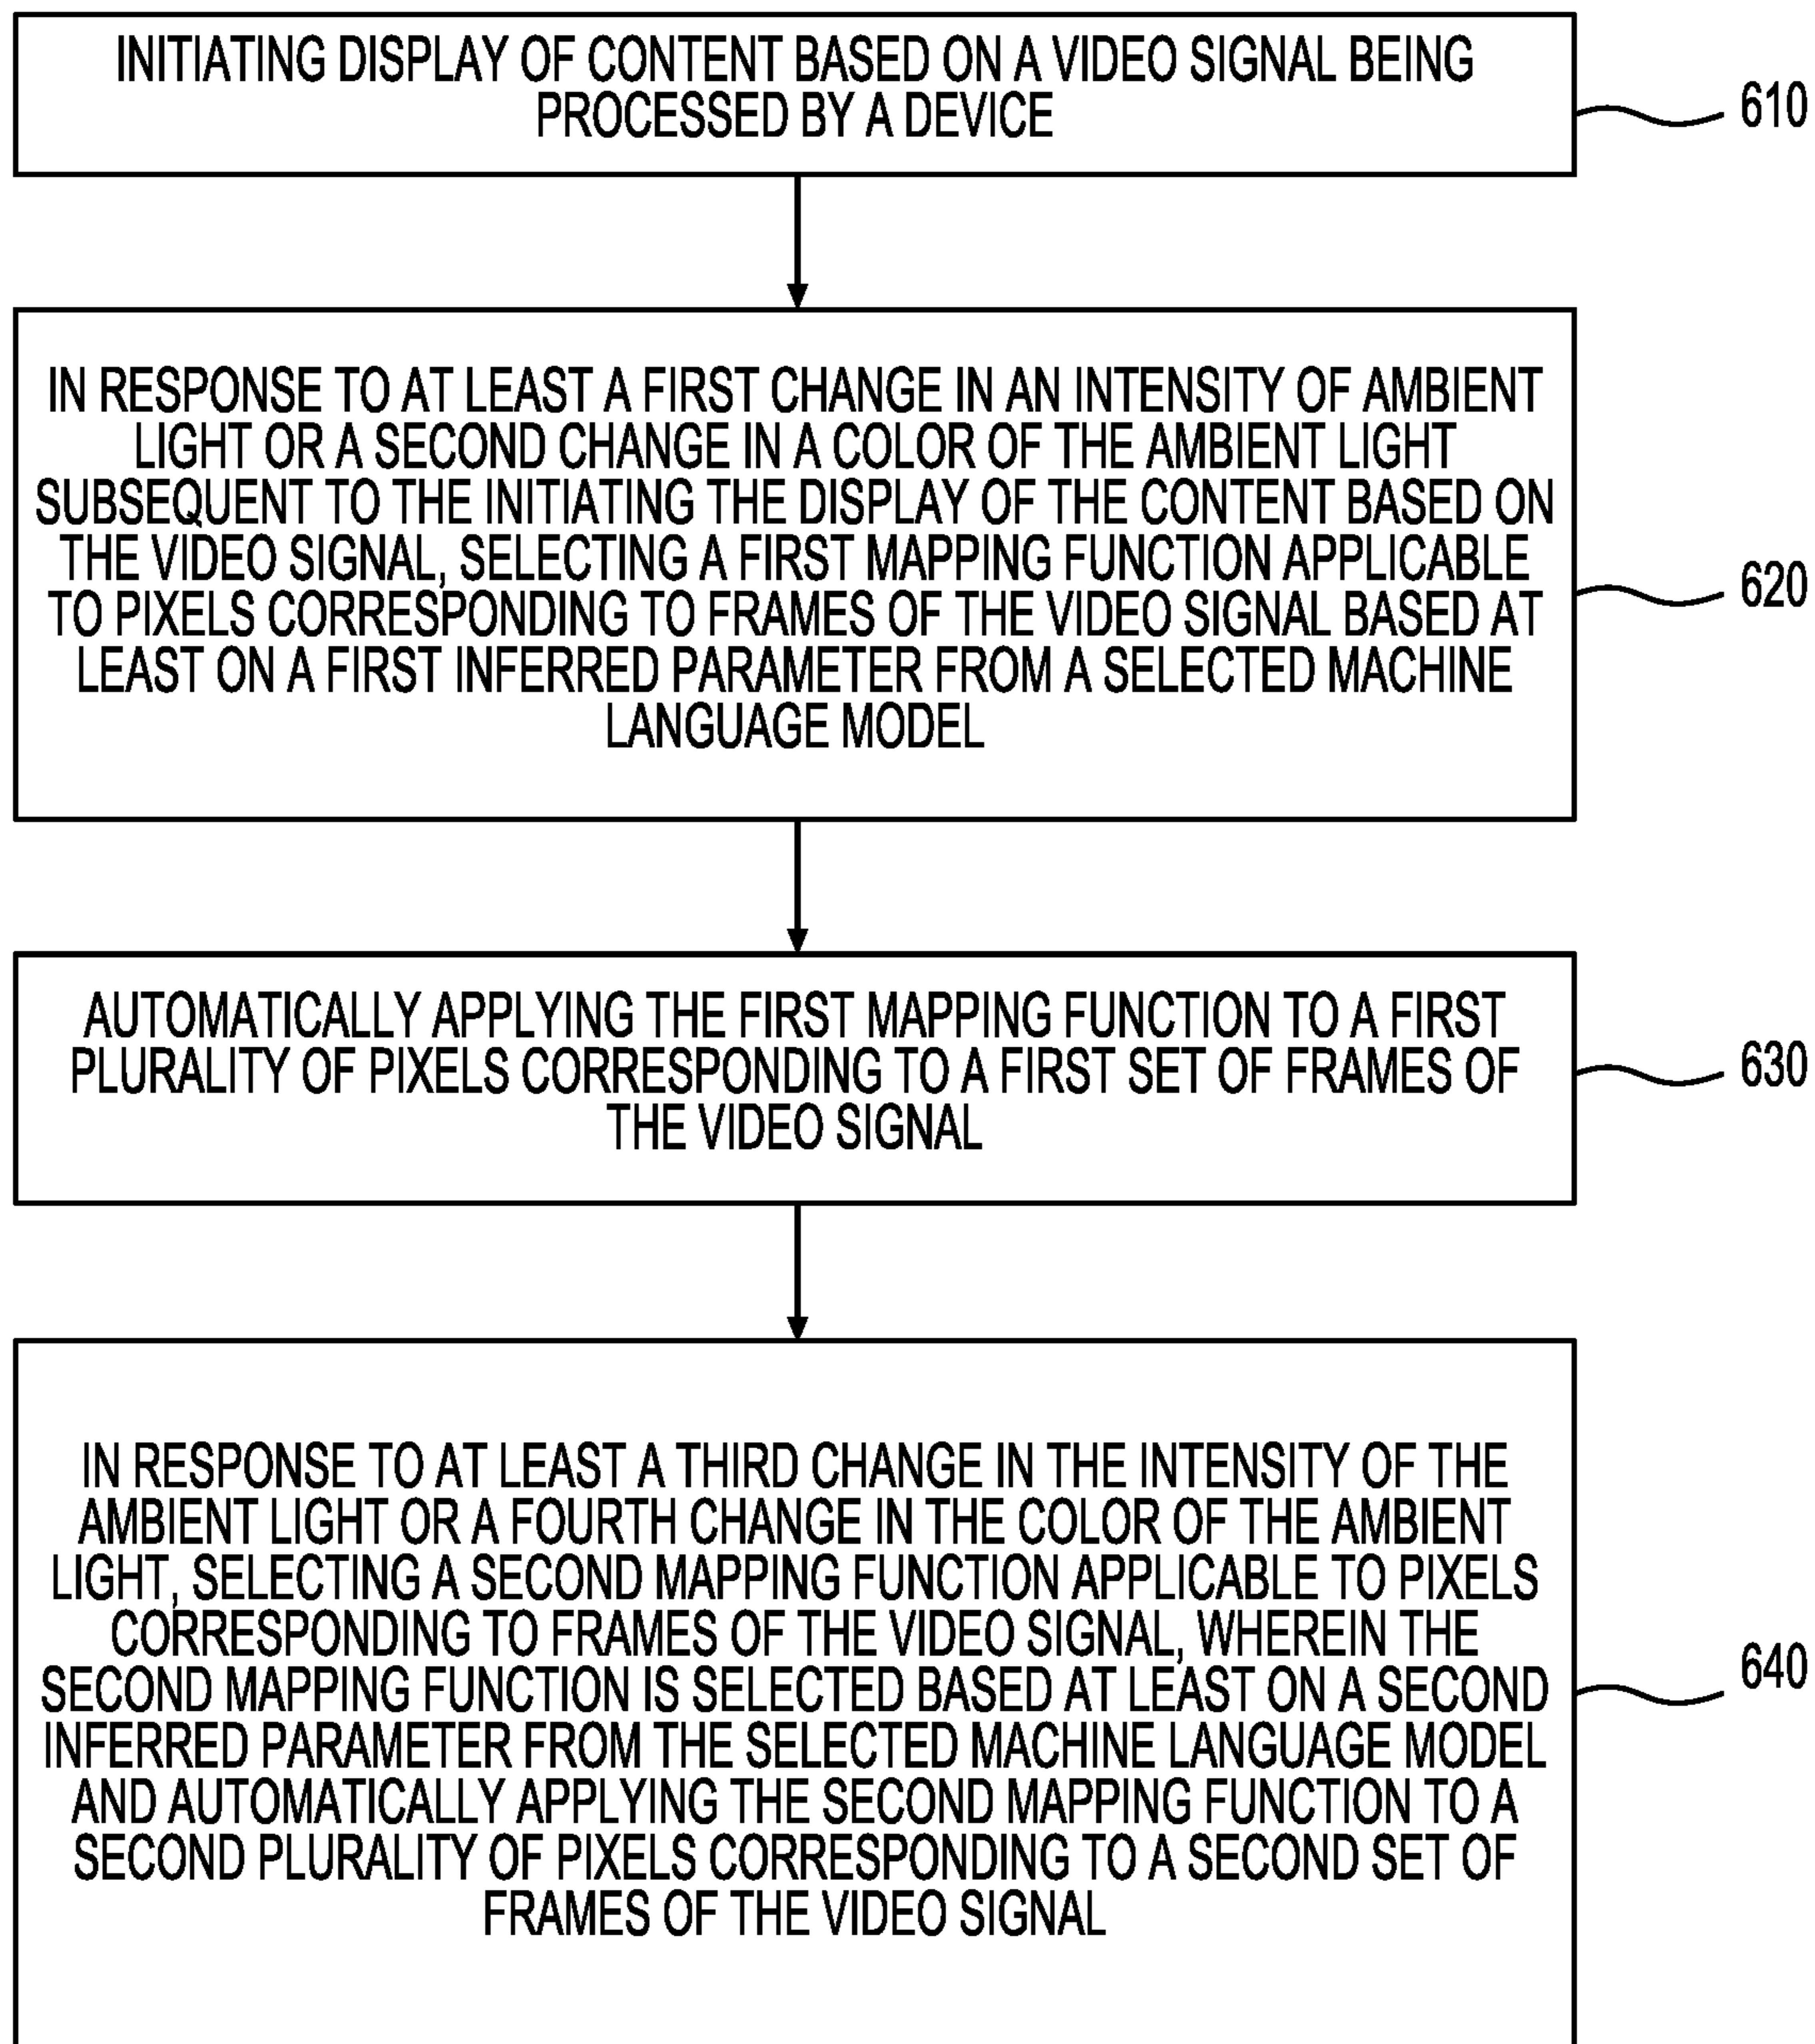 INITIATING DISPLAY OF CONTENT BASED ON A VIDEO SIGNAL BEING
PROCESSED BY A DEVICE
610
IN RESPONSE TO AT LEAST A FIRST CHANGE IN AN INTENSITY OF AMBIENT
LIGHT OR A SECOND CHANGE IN A COLOR OF THE AMBIENT LIGHT
SUBSEQUENT TO THE INITIATING THE DISPLAY OF THE CONTENT BASED ON
THE VIDEO SIGNAL, SELECTING A FIRST MAPPING FUNCTION APPLICABLE
TO PIXELS CORRESPONDING TO FRAMES OF THE VIDEO SIGNAL BASED AT
LEAST ON A FIRST INFERRED PARAMETER FROM A SELECTED MACHINE
LANGUAGE MODEL
620
AUTOMATICALLY APPLYING THE FIRST MAPPING FUNCTION TO A FIRST
PLURALITY OF PIXELS CORRESPONDING TO A FIRST SET OF FRAMES OF
THE VIDEO SIGNAL
630
IN RESPONSE TO AT LEAST A THIRD CHANGE IN THE INTENSITY OF THE
AMBIENT LIGHT OR A FOURTH CHANGE IN THE COLOR OF THE AMBIENT
LIGHT, SELECTING A SECOND MAPPING FUNCTION APPLICABLE TO PIXELS
CORRESPONDING TO FRAMES OF THE VIDEO SIGNAL, WHEREIN THE
SECOND MAPPING FUNCTION IS SELECTED BASED AT LEAST ON A SECOND
INFERRED PARAMETER FROM THE SELECTED MACHINE LANGUAGE MODEL
AND AUTOMATICALLY APPLYING THE SECOND MAPPING FUNCTION TO A
SECOND PLURALITY OF PIXELS CORRESPONDING TO A SECOND SET OF
FRAMES OF THE VIDEO SIGNAL
640